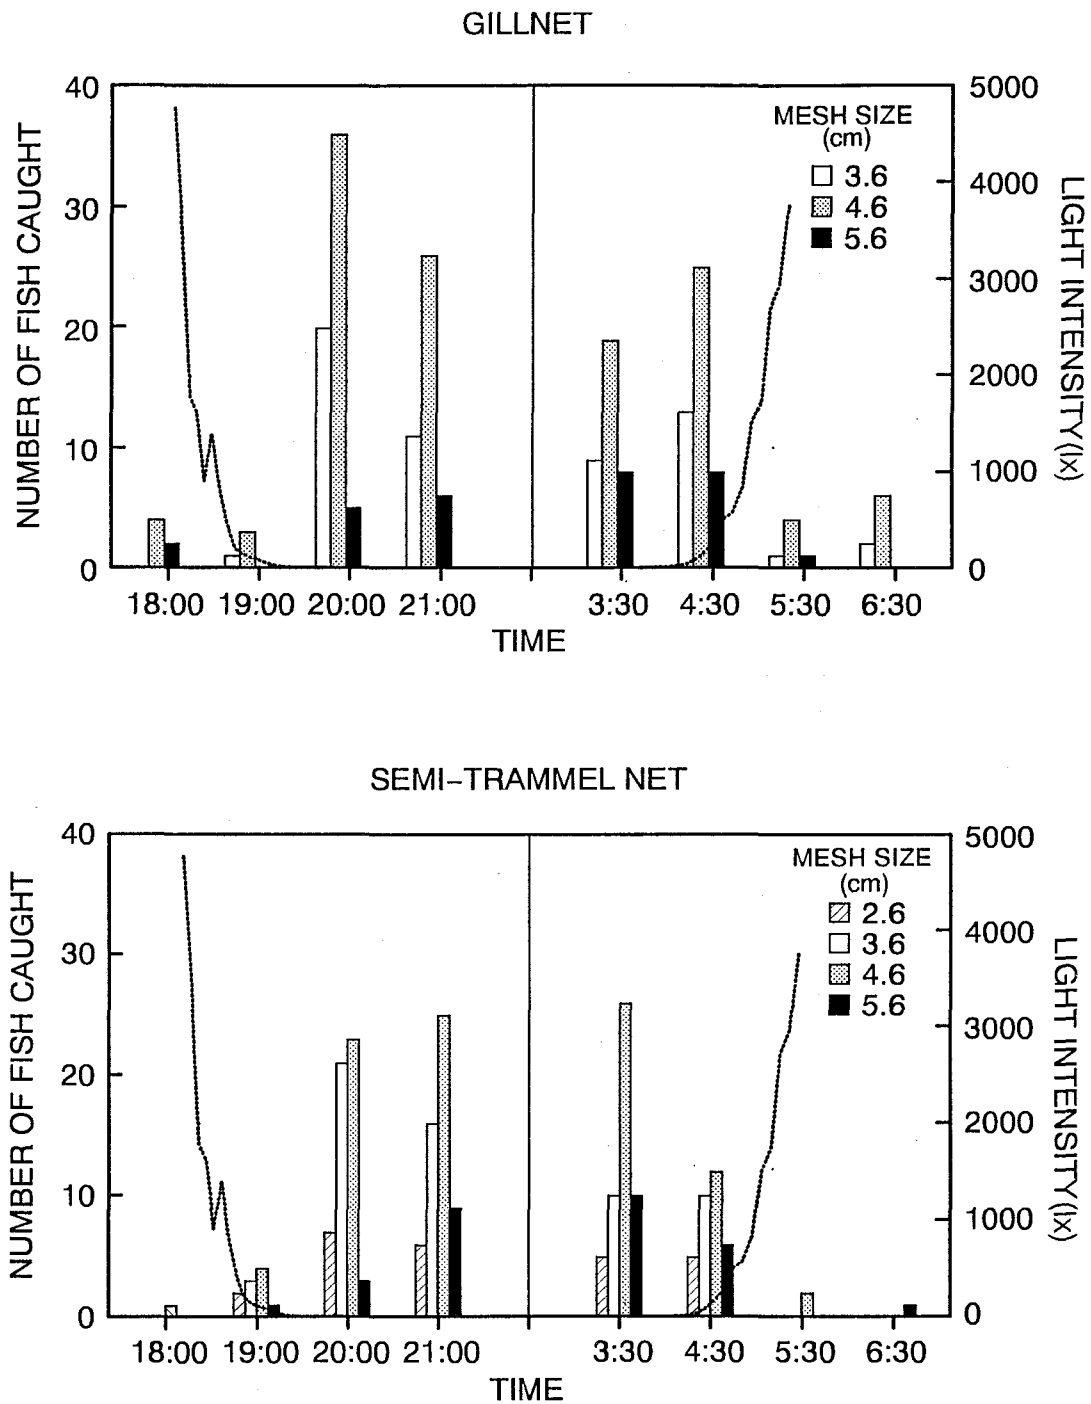 GILLNET
40
30
20
10
0
NUMBER OF FISH CAUGHT
5000
4000
3000
2000
1000
0
LIGHT INTENSITY(lx)
MESH SIZE
(cm)
3.6
4.6
5.6
18:00 19:00 20:00 21:00 3:30 4:30 5:30 6:30
TIME
SEMI-TRAMMEL NET
40
30
20
10
0
NUMBER OF FISH CAUGHT
5000
4000
3000
2000
1000
0
LIGHT INTENSITY(lx)
MESH SIZE
(cm)
2.6
3.6
4.6
5.6
18:00 19:00 20:00 21:00 3:30 4:30 5:30 6:30
TIME